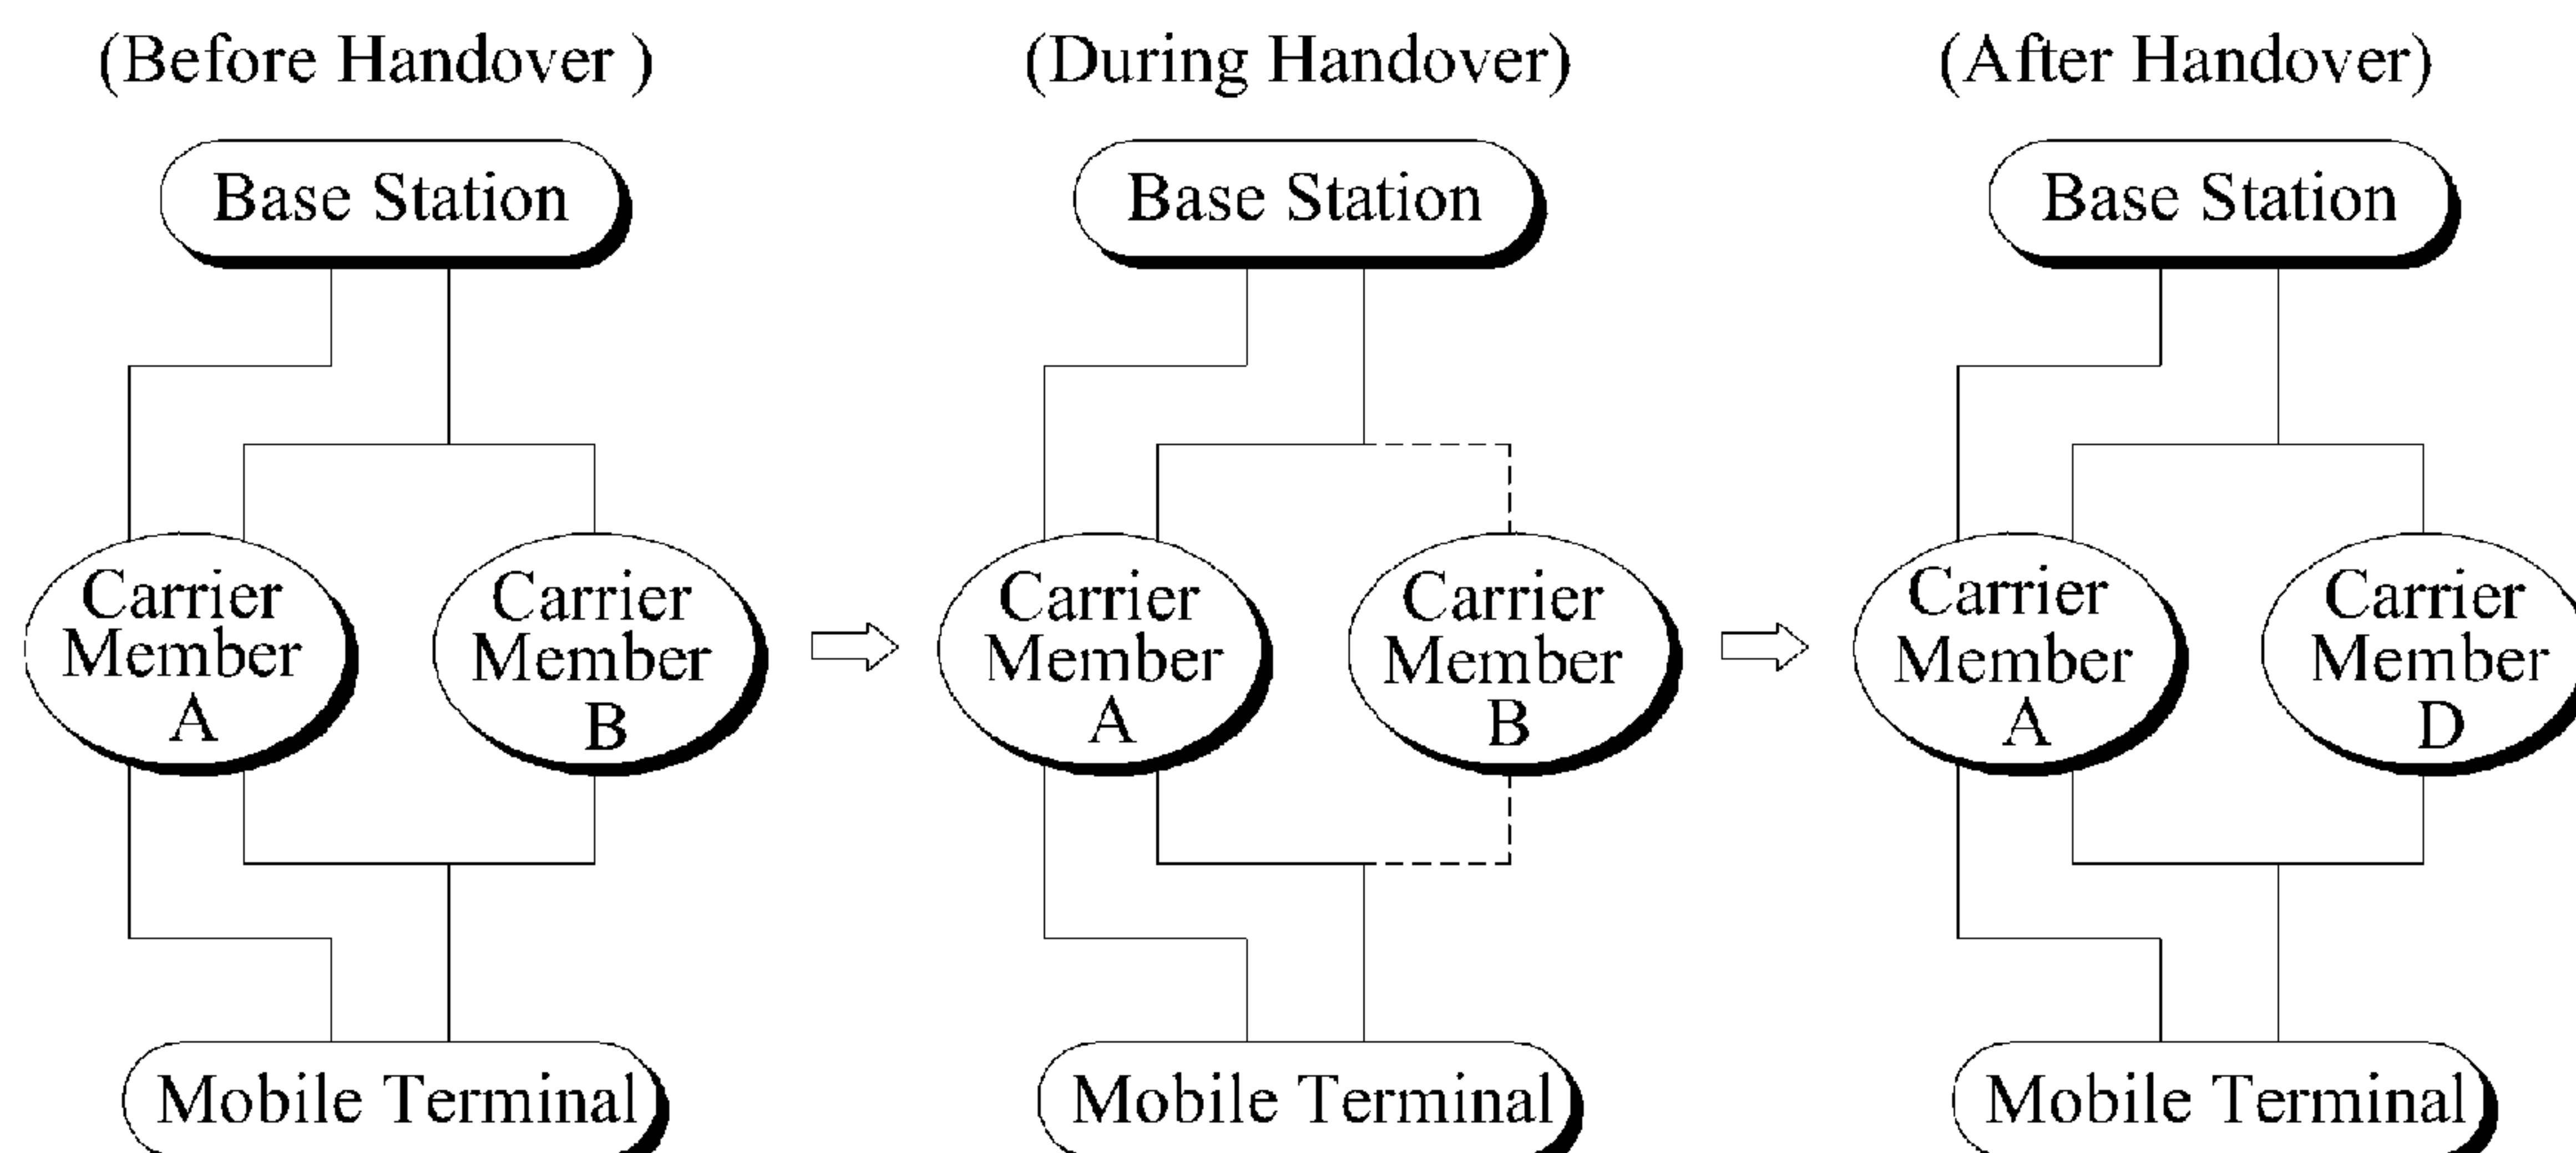 (Before Handover )
(During Handover)
(After Handover)
Base Station
Base Station
Base Station
Carrier
Member
A
Carrier
Member
B
Carrier
Member
A
Carrier
Member
B
Carrier
Member
A
Carrier
Member
D
Mobile Terminal
Mobile Terminal
Mobile Terminal